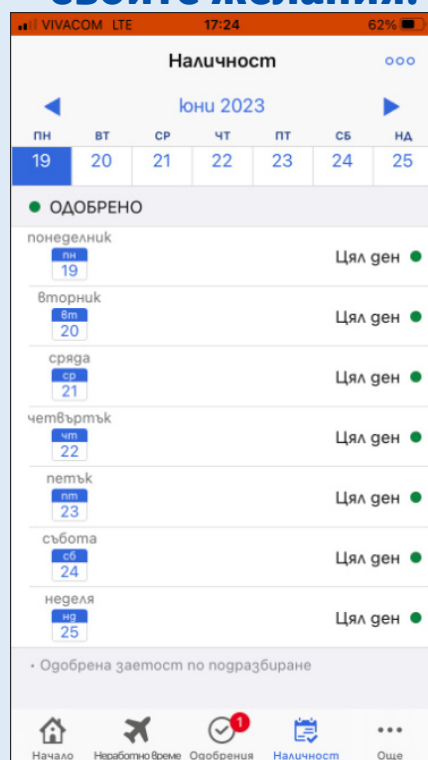 своите желания.
VIVACOM LTE 17:24 62%
Наличност
юни 2023
ПН ВТ СР ЧТ ПТ СБ НД
19 20 21 22 23 24 25
ОДОБРЕНО
понеделник
пн
19
Цял ден
вторник
вт
20
Цял ден
сряда
ср
21
Цял ден
четвъртък
чт
22
Цял ден
петък
пт
23
Цял ден
събота
сб
24
Цял ден
неделя
нд
25
Цял ден
• Одобрена заетост по подразбиране
1
Начало Неработно време Одобрения Наличност Още